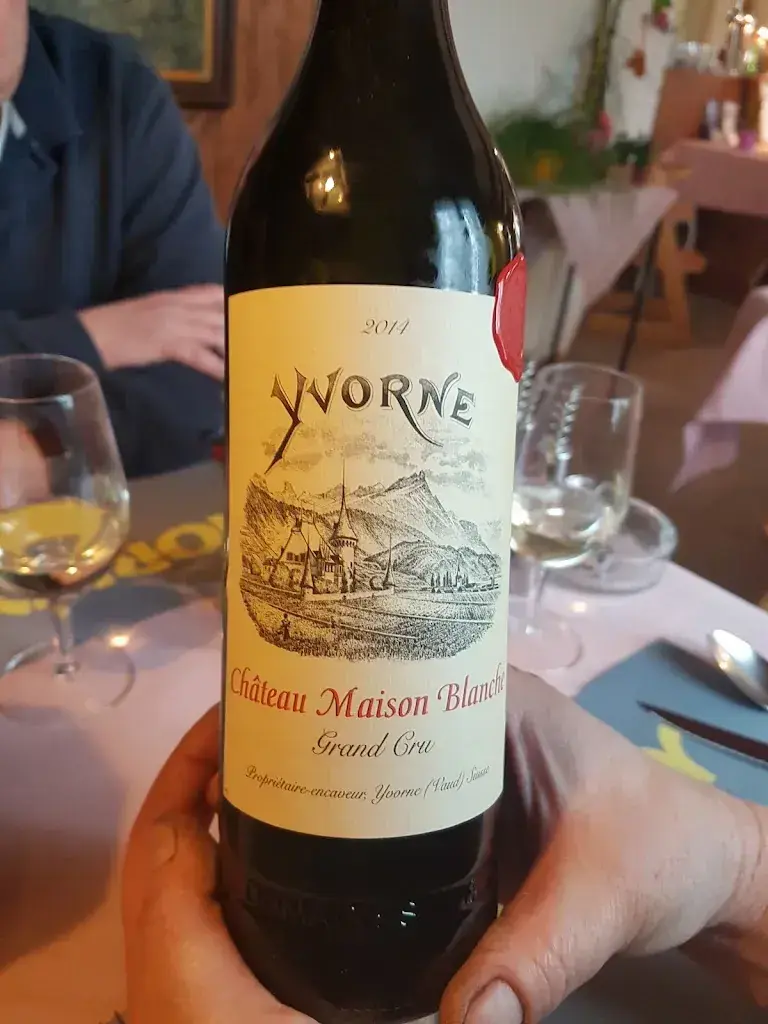 2014
YVORNE
Château Maison Blanche
Grand Cru
Propriétaire-encaveur, Yvorne (Vaud) Suisse